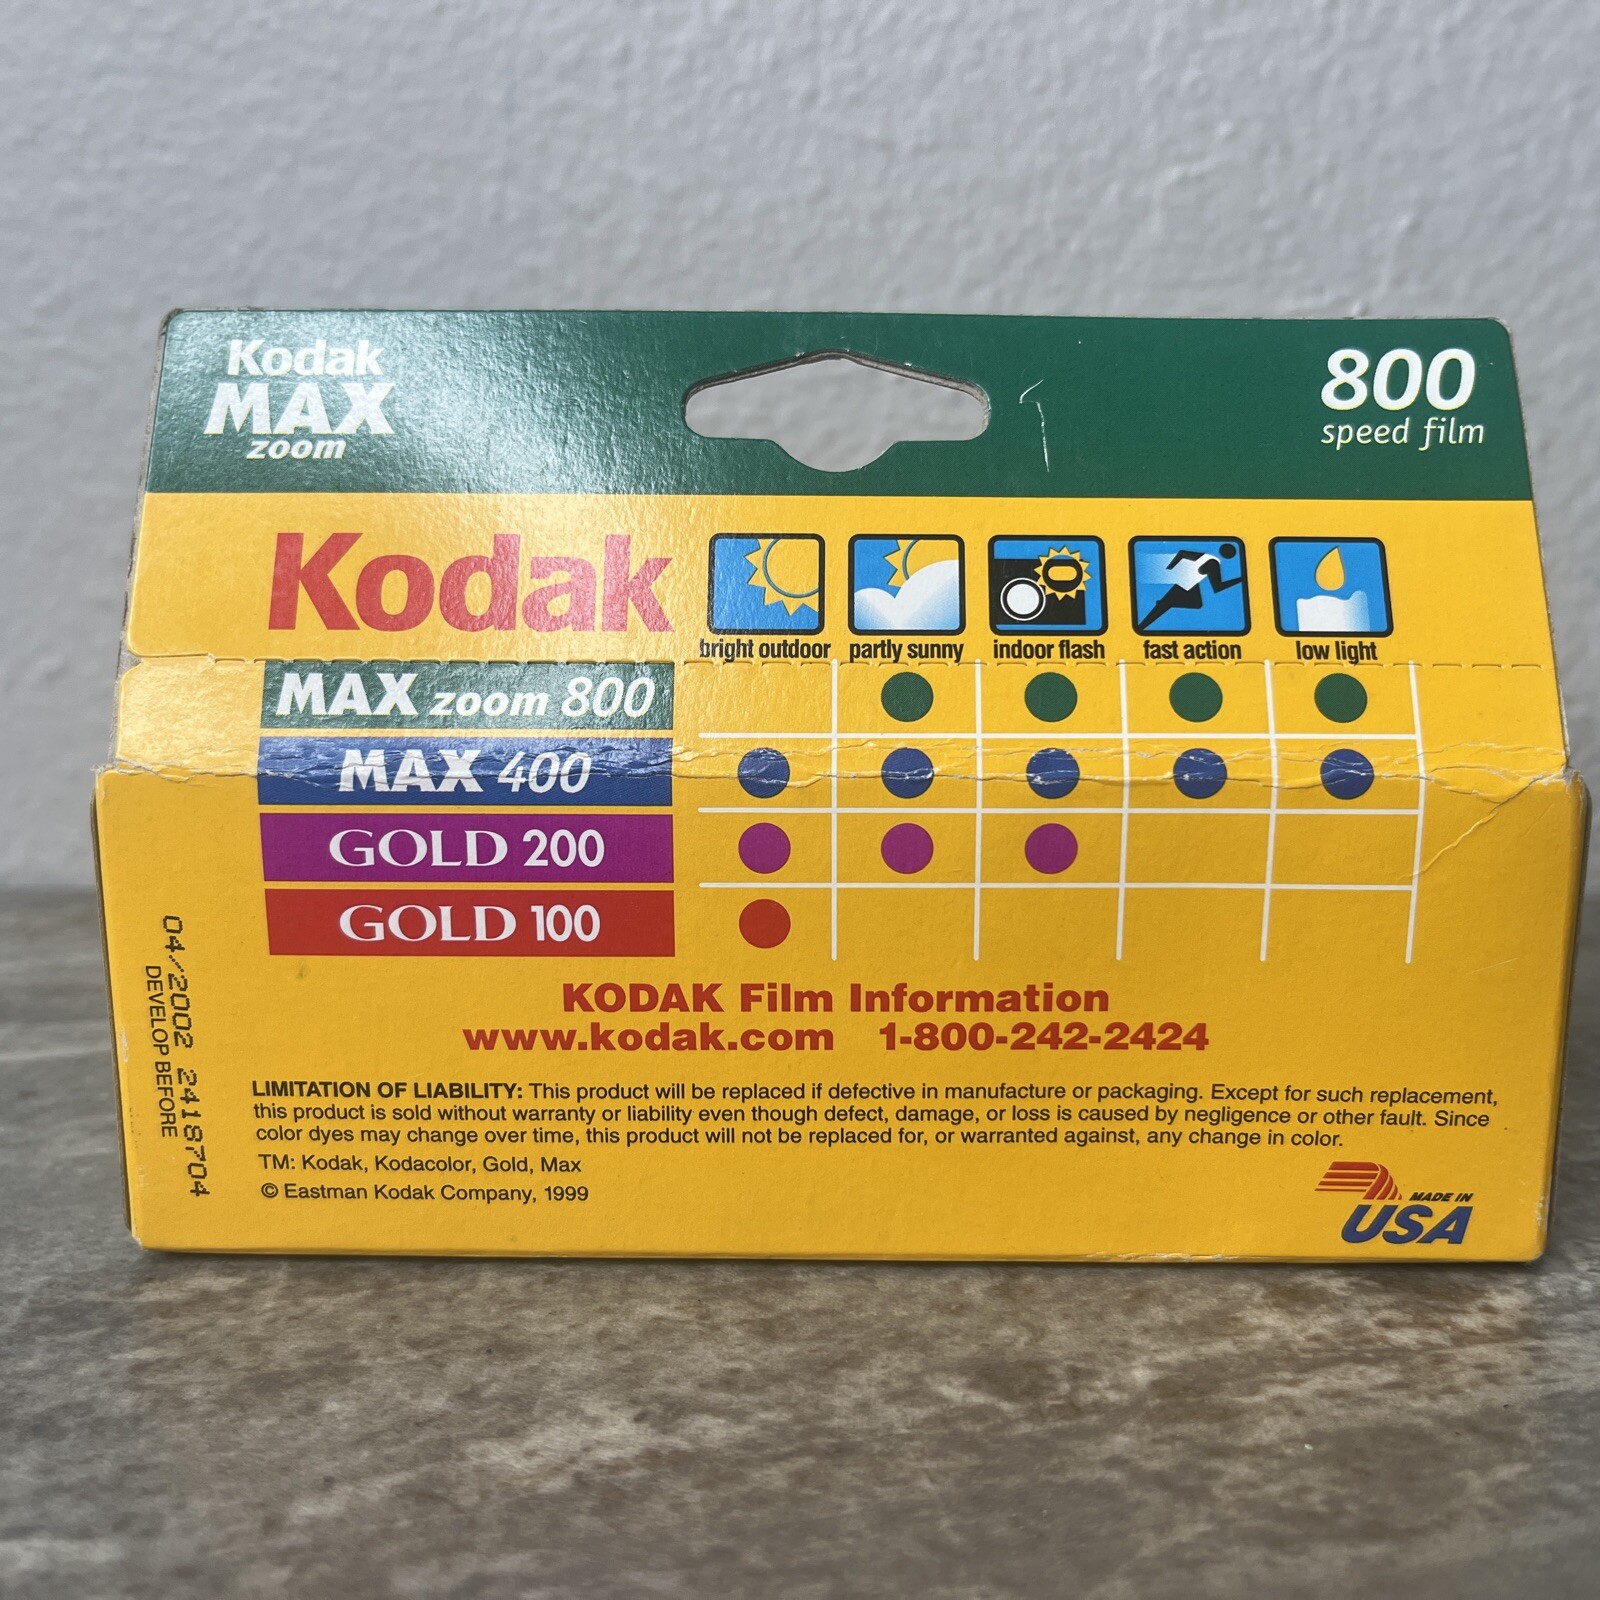 Kodak
MAX
zoom
800
speed film
Kodak
bright outdoor partly sunny indoor flash fast action low light
MAX zoom 800
MAX 400
GOLD 200
GOLD 100
KODAK Film Information
www.kodak.com 1-800-242-2424
LIMITATION OF LIABILITY: This product will be replaced if defective in manufacture or packaging. Except for such replacement,
this product is sold without warranty or liability even though defect, damage, or loss is caused by negligence or other fault. Since
color dyes may change over time, this product will not be replaced for, or warranted against, any change in color.
TM: Kodak, Kodacolor, Gold, Max
© Eastman Kodak Company, 1999
MADE IN
USA
04/2002 2418704
DEVELOP BEFORE